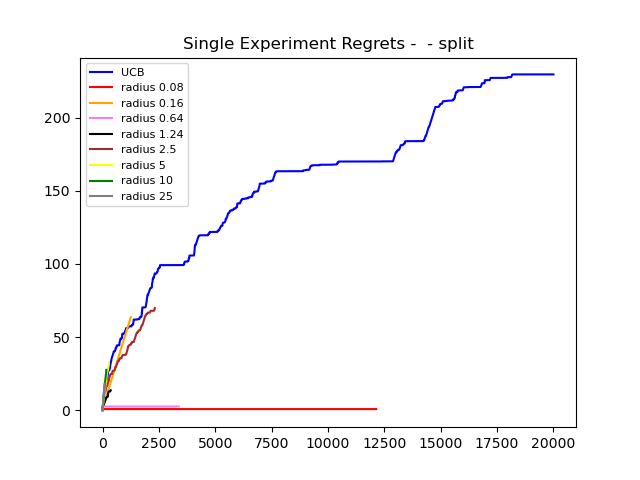 Single Experiment Regrets -  - split
UCB
radius 0.08
radius 0.16
radius 0.64
radius 1.24
radius 2.5
radius 5
radius 10
radius 25
200
150
100
50
0
0 2500 5000 7500 10000 12500 15000 17500 20000